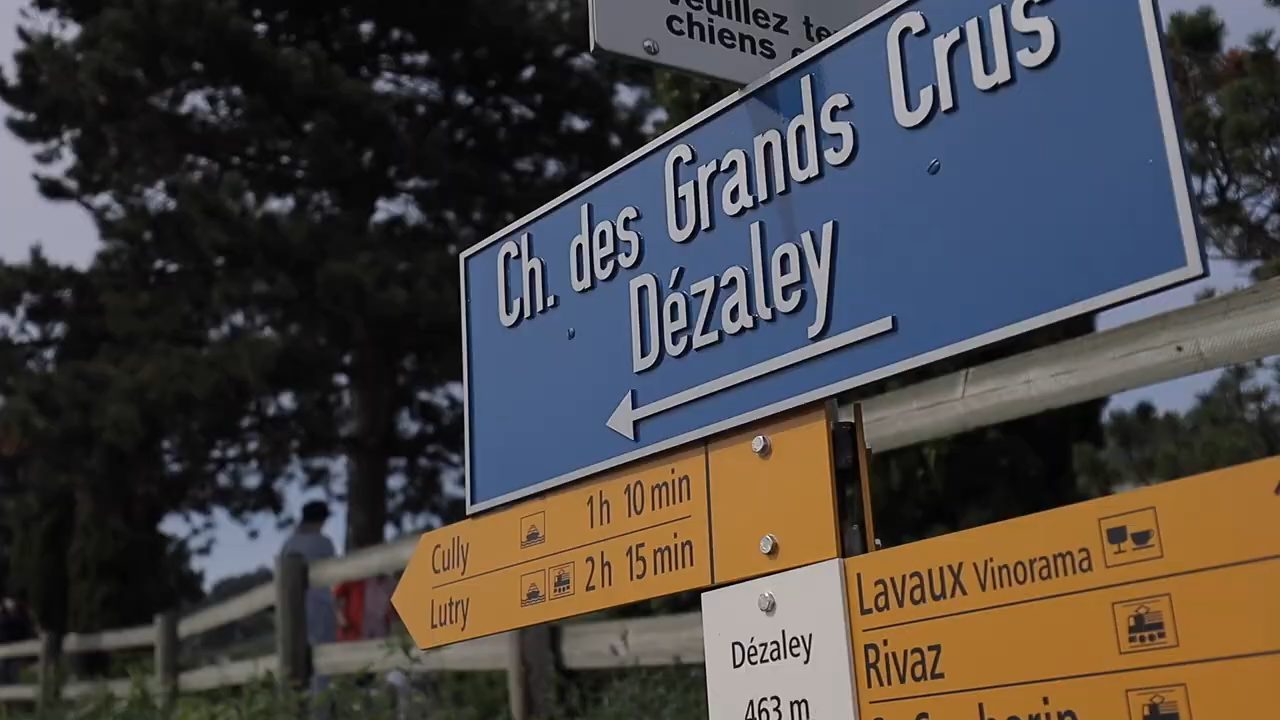 Veuillez
chiens
Ch. des Grands Crus
Dézaley
Cully 1h 10 min
Lutry 2h 15 min
Dézaley
463 m
Lavaux Vinorama
Rivaz